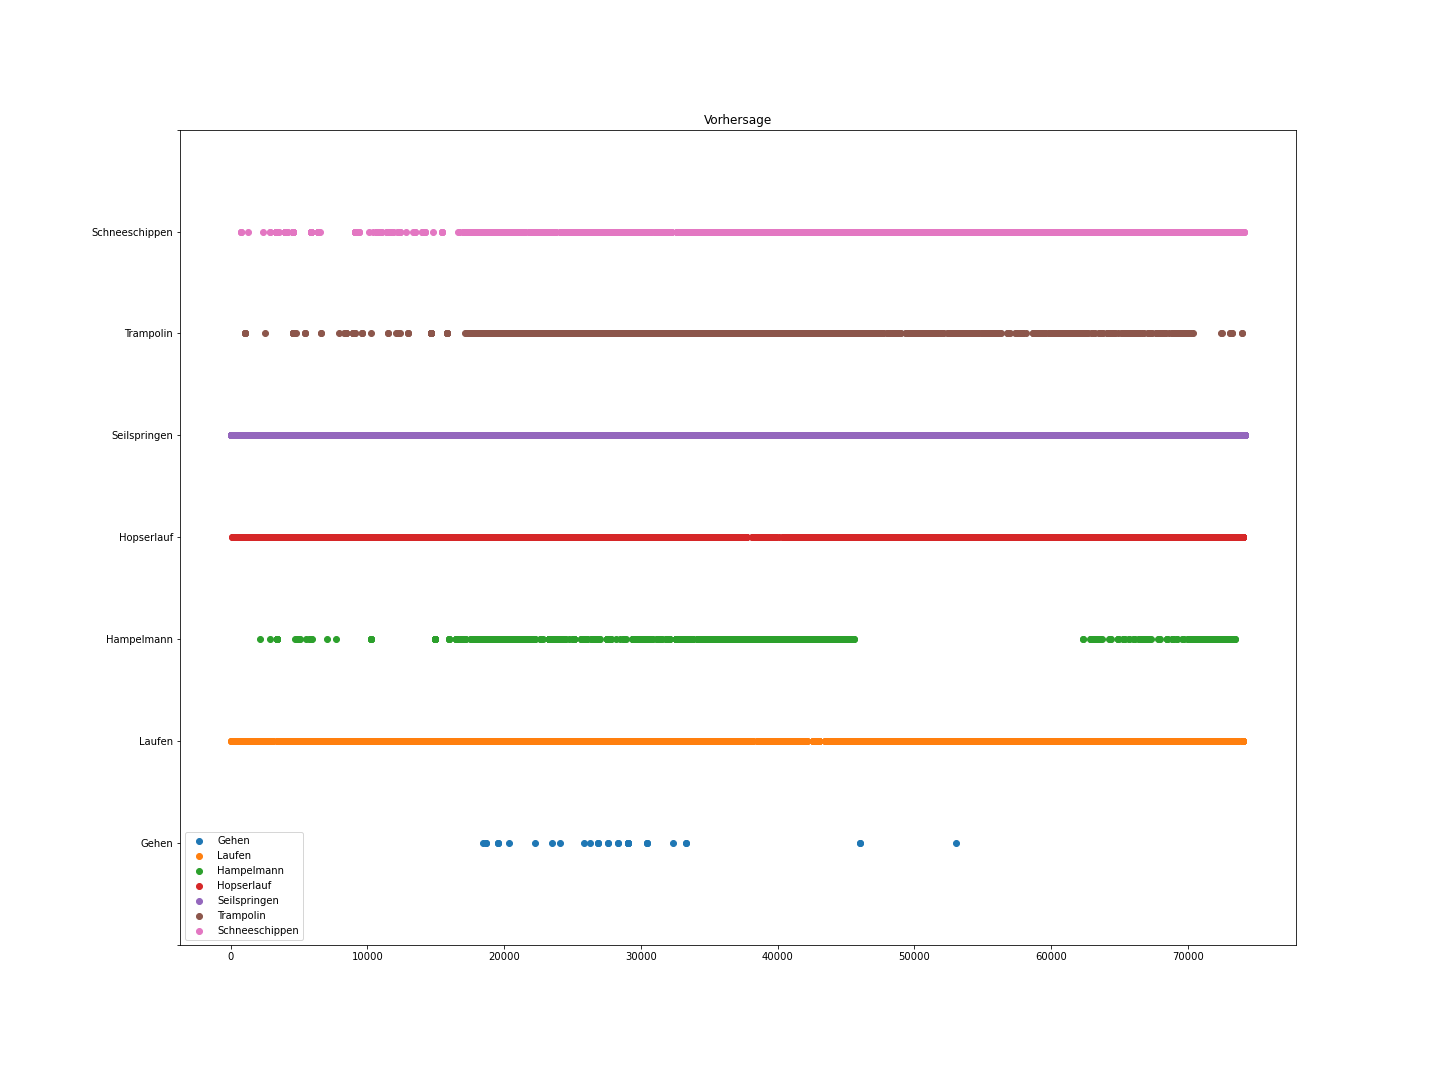 Vorhersage
Schneeschippen
Trampolin
Seilspringen
Hopserlauf
Hampelmann
Laufen
Gehen
Gehen
Laufen
Hampelmann
Hopserlauf
Seilspringen
Trampolin
Schneeschippen
0 10000 20000 30000 40000 50000 60000 70000